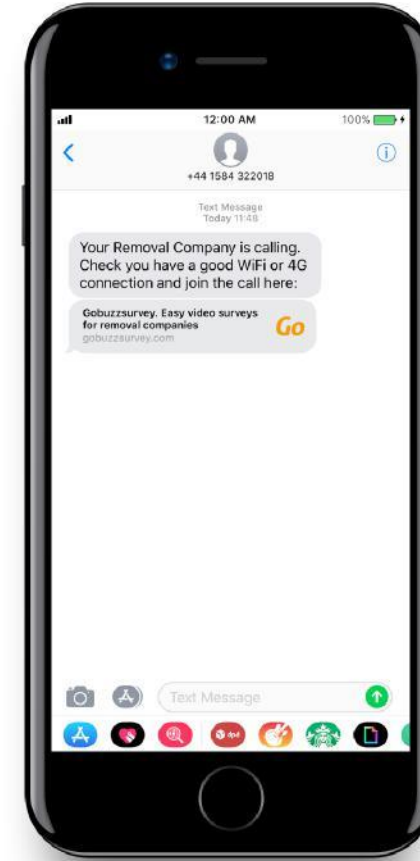 12:00 AM 100%
+44 1584 322018
Text Message
Today 11:48
Your Removal Company is calling.
Check you have a good WiFi or 4G
connection and join the call here:
Gobuzzsurvey. Easy video surveys
for removal companies
gobuzzsurvey.com
Go
Text Message
dpd